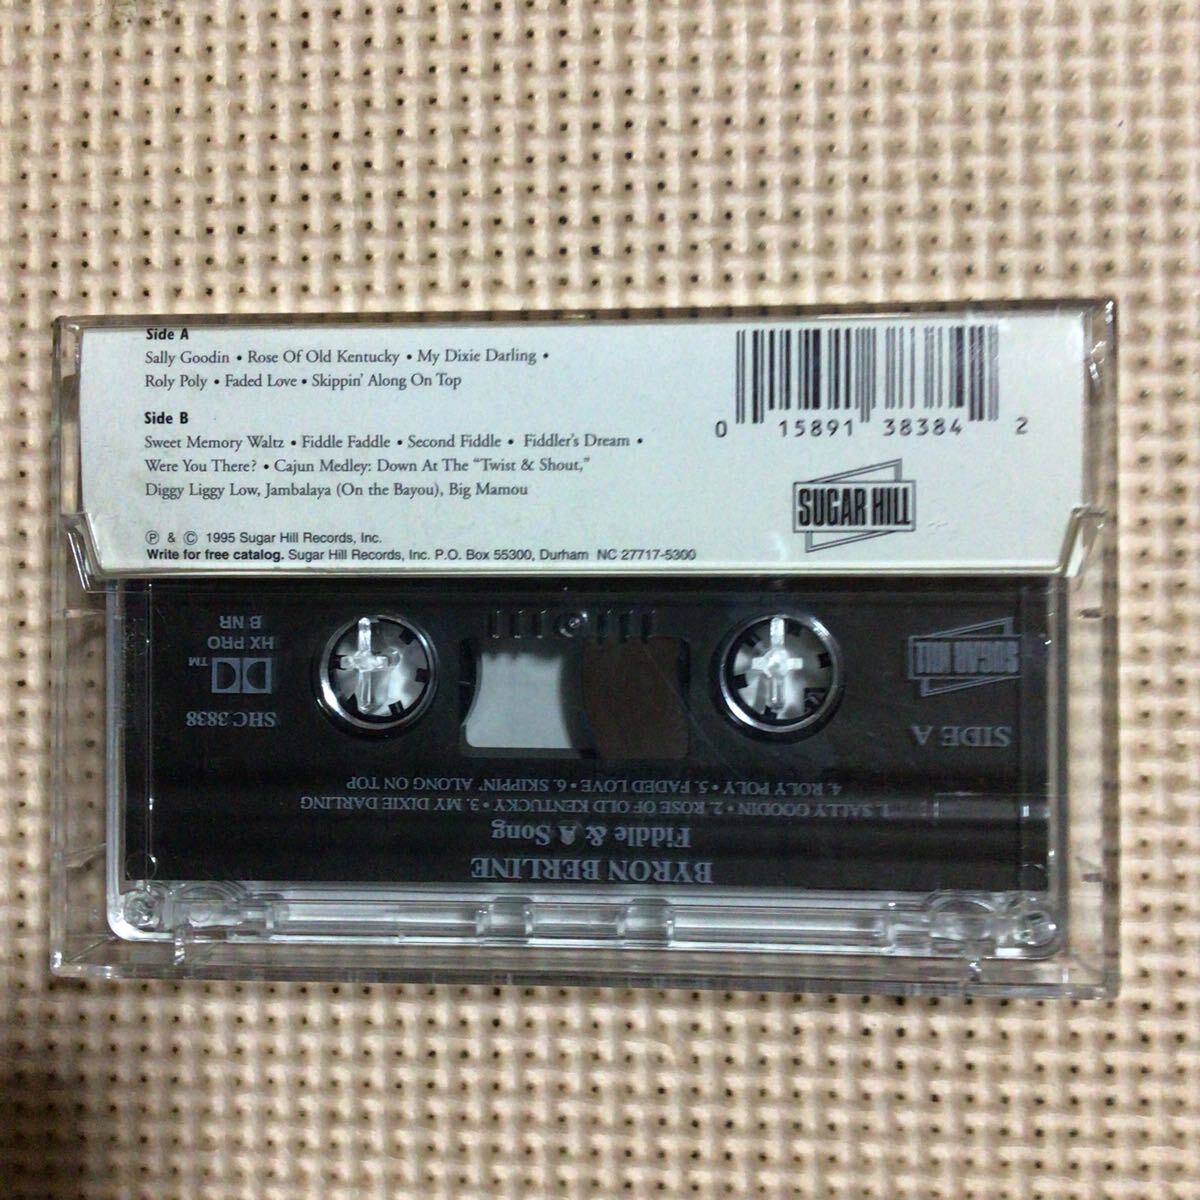 Side A
Sally Goodin • Rose Of Old Kentucky • My Dixie Darling •
Roly Poly • Faded Love • Skippin' Along On Top
Side B
Sweet Memory Waltz • Fiddle Faddle • Second Fiddle • Fiddler's Dream •
Were You There? • Cajun Medley: Down At The "Twist & Shout,"
Diggy Liggy Low, Jambalaya (On the Bayou), Big Mamou
℗ & © 1995 Sugar Hill Records, Inc.
Write for free catalog. Sugar Hill Records, Inc. P.O. Box 55300, Durham NC 27717-5300
0 15891 38384 2
SUGAR HILL
BYRON BERLINE
Fiddle & A Song
1. SALLY GOODIN • 2. ROSE OF OLD KENTUCKY • 3. MY DIXIE DARLING
4. ROLY POLY • 5. FADED LOVE • 6. SKIPPIN' ALONG ON TOP
SIDE A
SUGAR HILL
SHC 3838
™
HX PRO
B NR